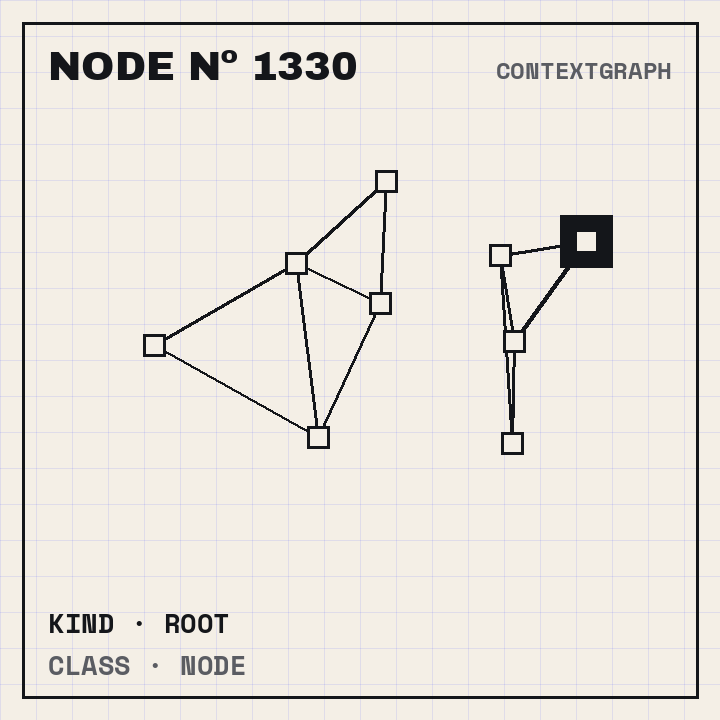 NODE Nº 1330
CONTEXTGRAPH
KIND · ROOT
CLASS · NODE